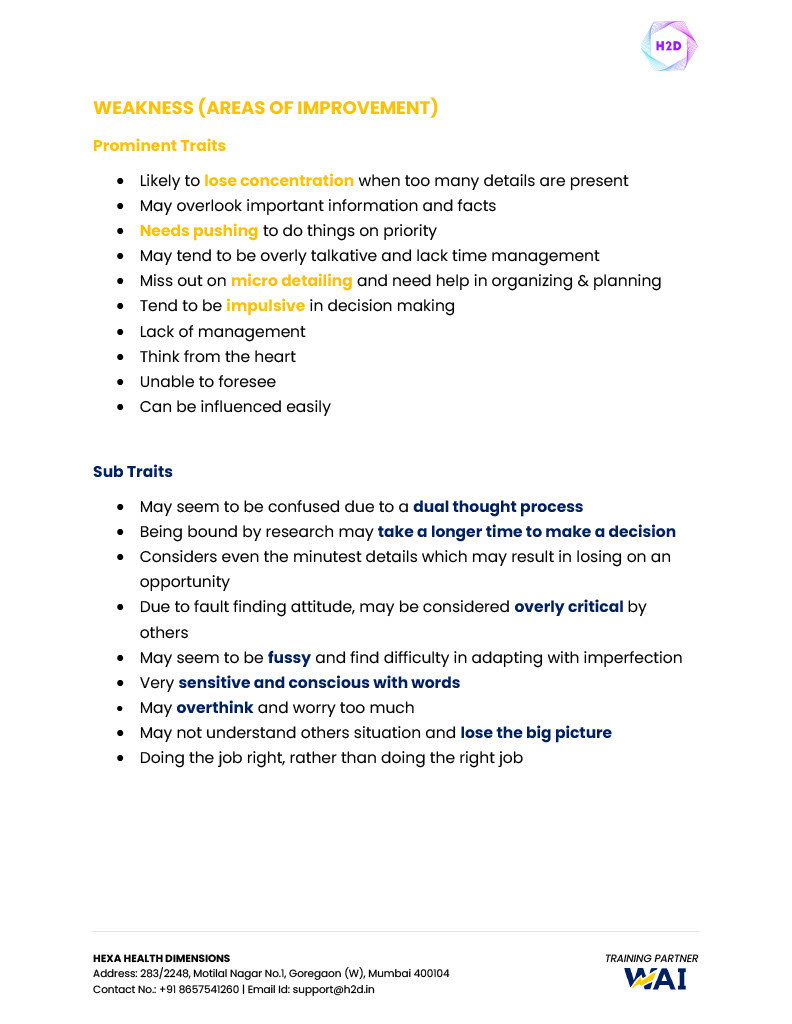 H2D
WEAKNESS (AREAS OF IMPROVEMENT)
Prominent Traits
• Likely to lose concentration when too many details are present
• May overlook important information and facts
• Needs pushing to do things on priority
• May tend to be overly talkative and lack time management
• Miss out on micro detailing and need help in organizing & planning
• Tend to be impulsive in decision making
• Lack of management
• Think from the heart
• Unable to foresee
• Can be influenced easily
Sub Traits
• May seem to be confused due to a dual thought process
• Being bound by research may take a longer time to make a decision
• Considers even the minutest details which may result in losing on an
opportunity
• Due to fault finding attitude, may be considered overly critical by
others
• May seem to be fussy and find difficulty in adapting with imperfection
• Very sensitive and conscious with words
• May overthink and worry too much
• May not understand others situation and lose the big picture
• Doing the job right, rather than doing the right job
HEXA HEALTH DIMENSIONS
Address: 283/2248, Motilal Nagar No.1, Goregaon (W), Mumbai 400104
Contact No.: +91 8657541260 | Email Id: support@h2d.in
TRAINING PARTNER
WAI